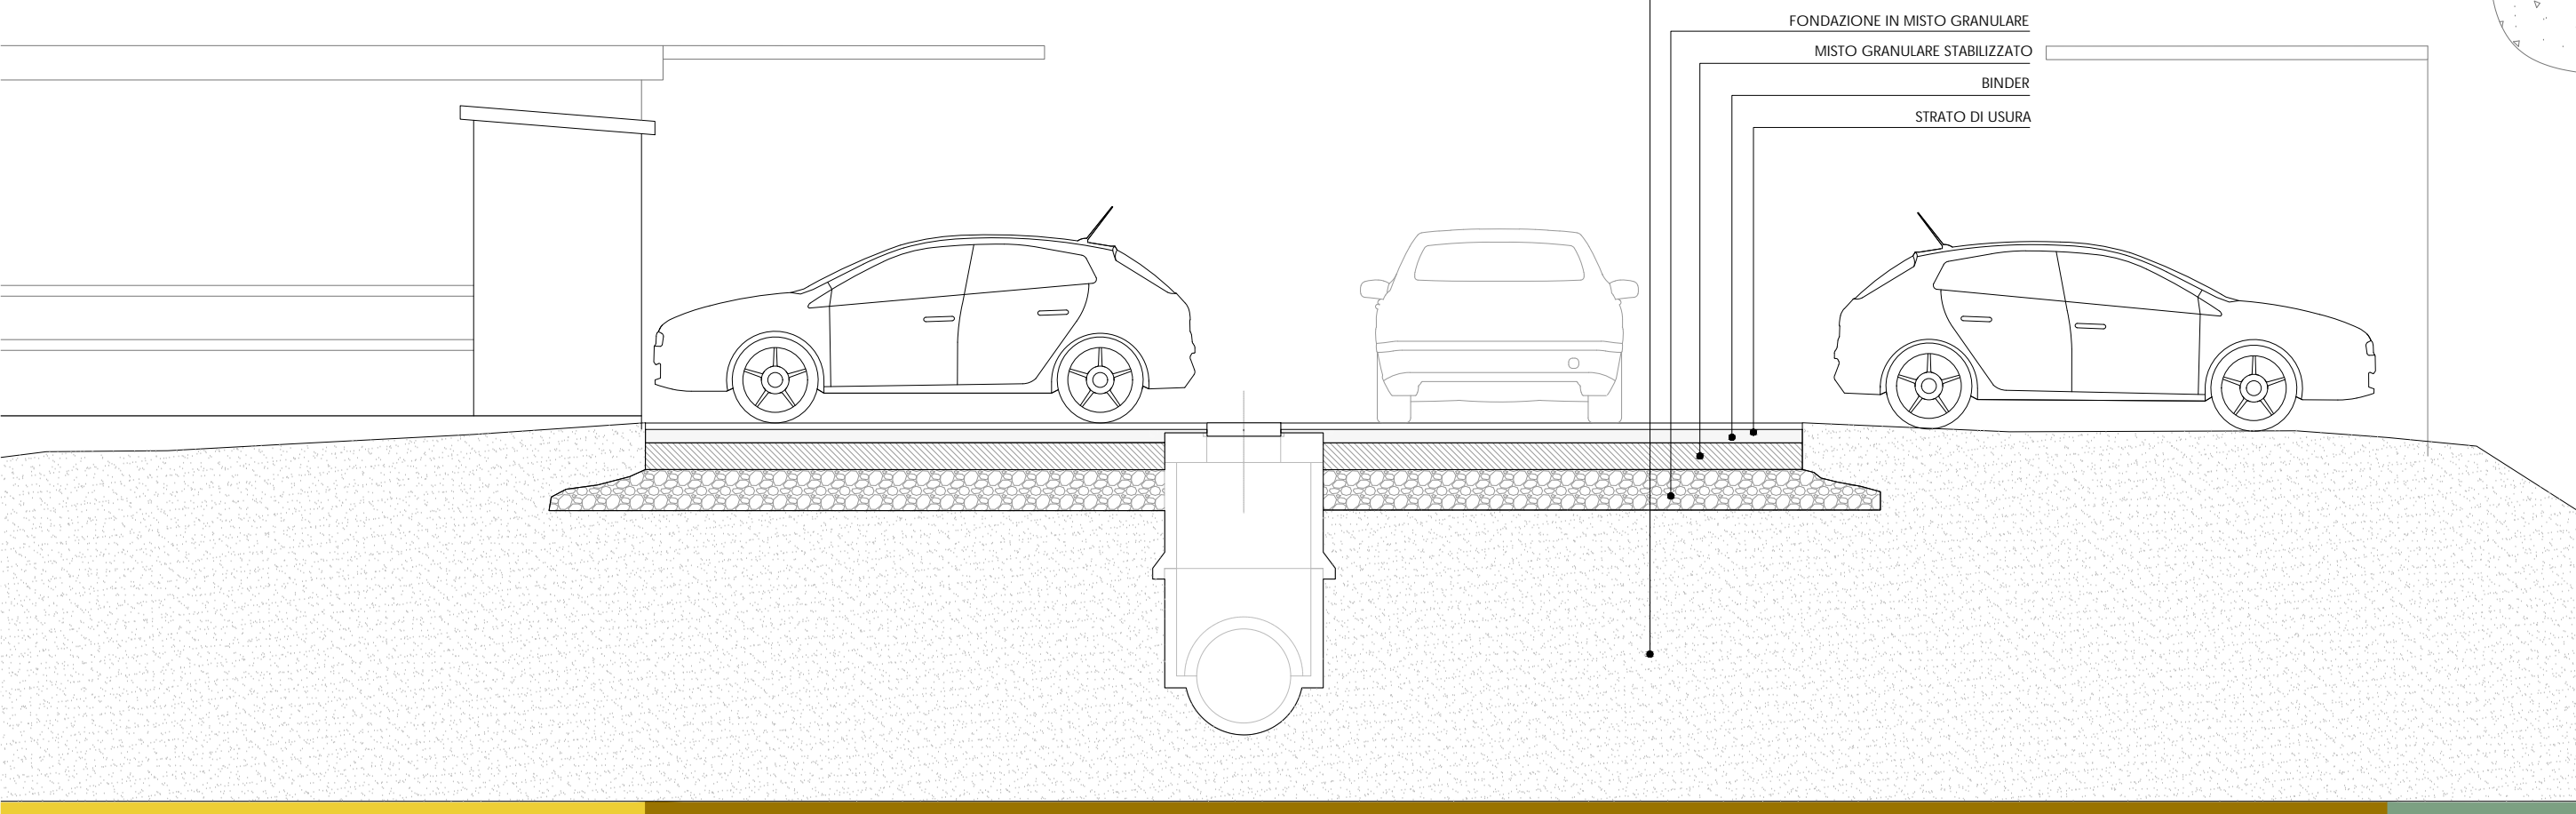 FONDAZIONE IN MISTO GRANULARE
MISTO GRANULARE STABILIZZATO
BINDER
STRATO DI USURA